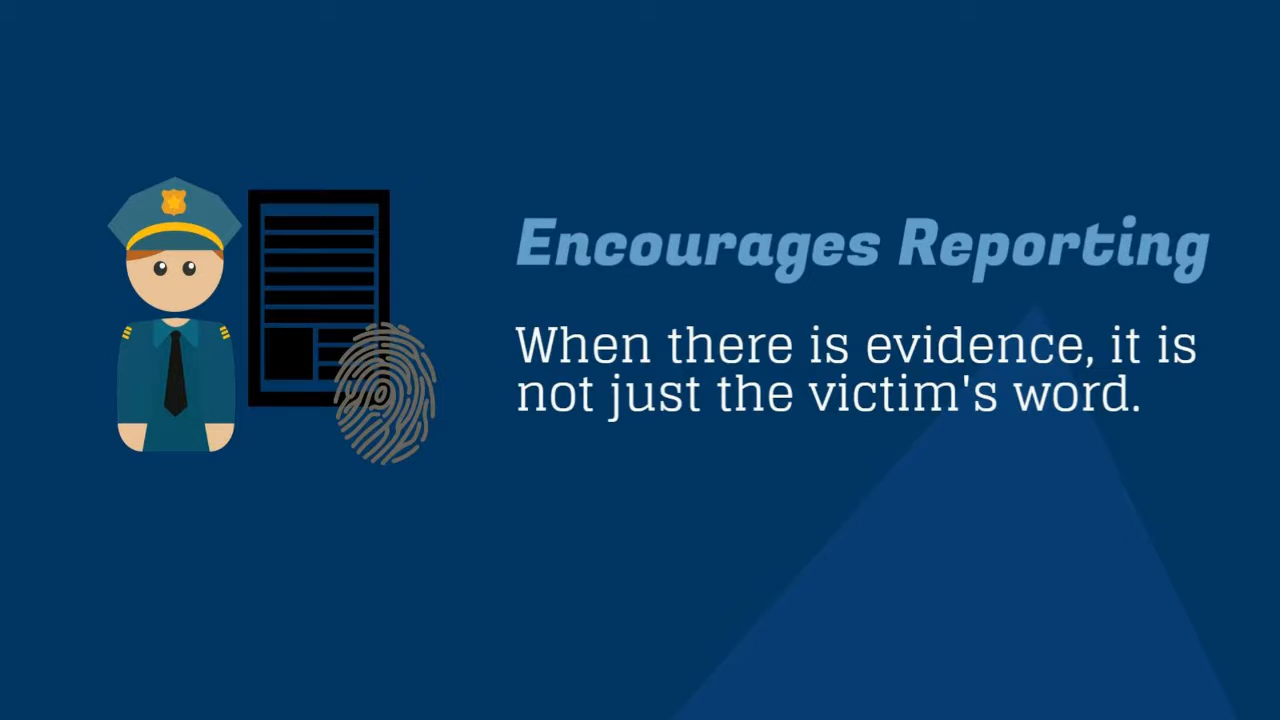 Encourages Reporting
When there is evidence, it is
not just the victim's word.